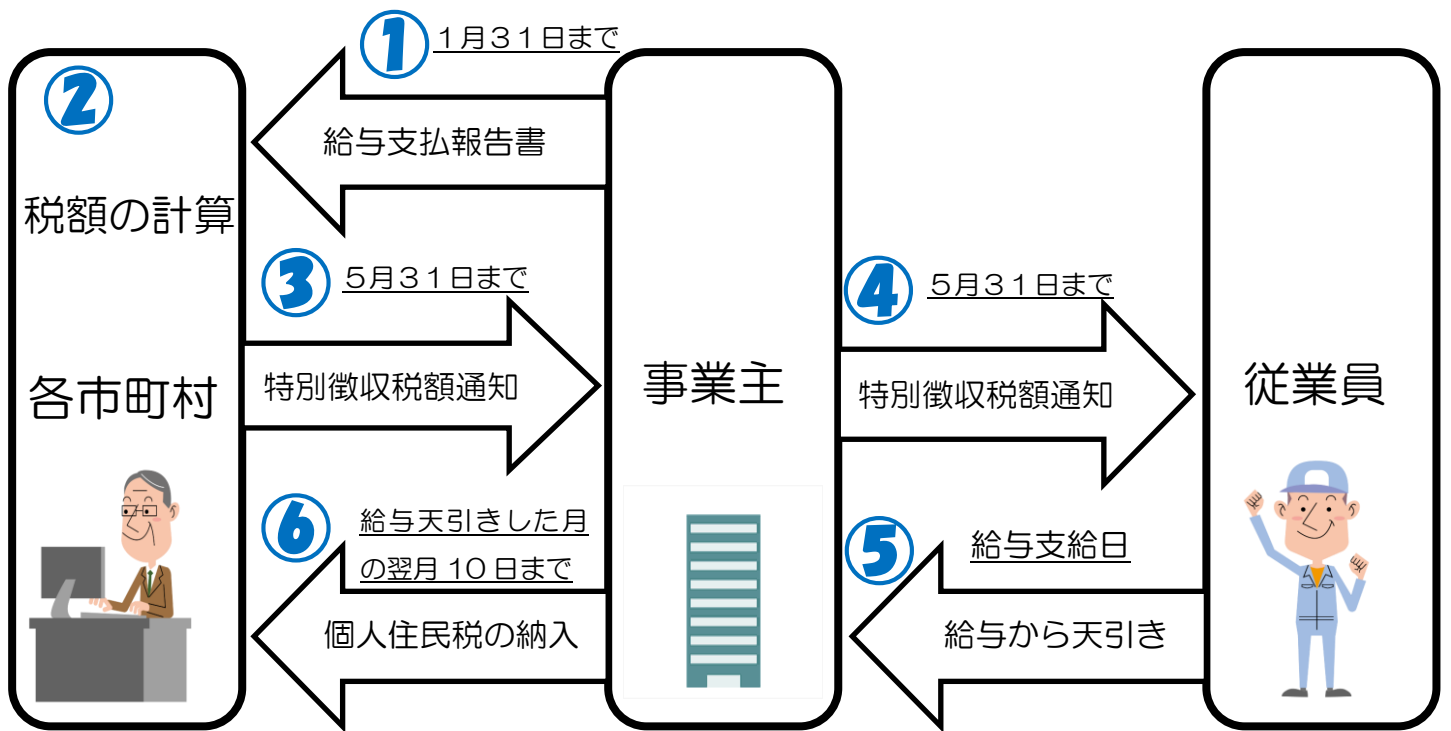 ① 1月31日まで
給与支払報告書
②
税額の計算
各市町村
③ 5月31日まで
特別徴収税額通知
事業主
④ 5月31日まで
特別徴収税額通知
従業員
⑤ 給与支給日
給与から天引き
⑥ 給与天引きした月
の翌月 10 日まで
個人住民税の納入